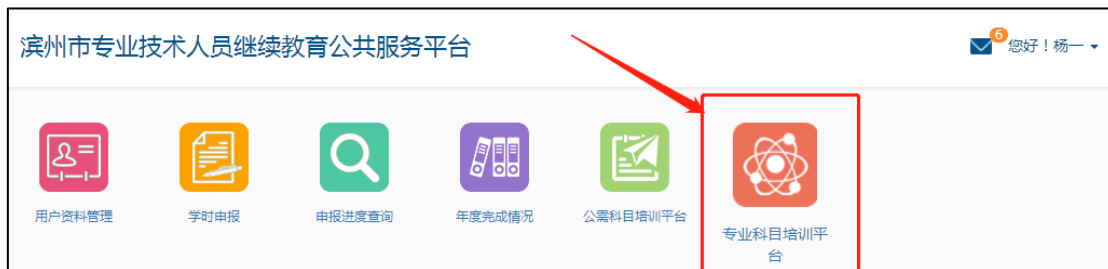 滨州市专业技术人员继续教育公共服务平台
6
您好！杨一
用户资料管理
学时申报
申报进度查询
年度完成情况
公需科目培训平台
专业科目培训平
台